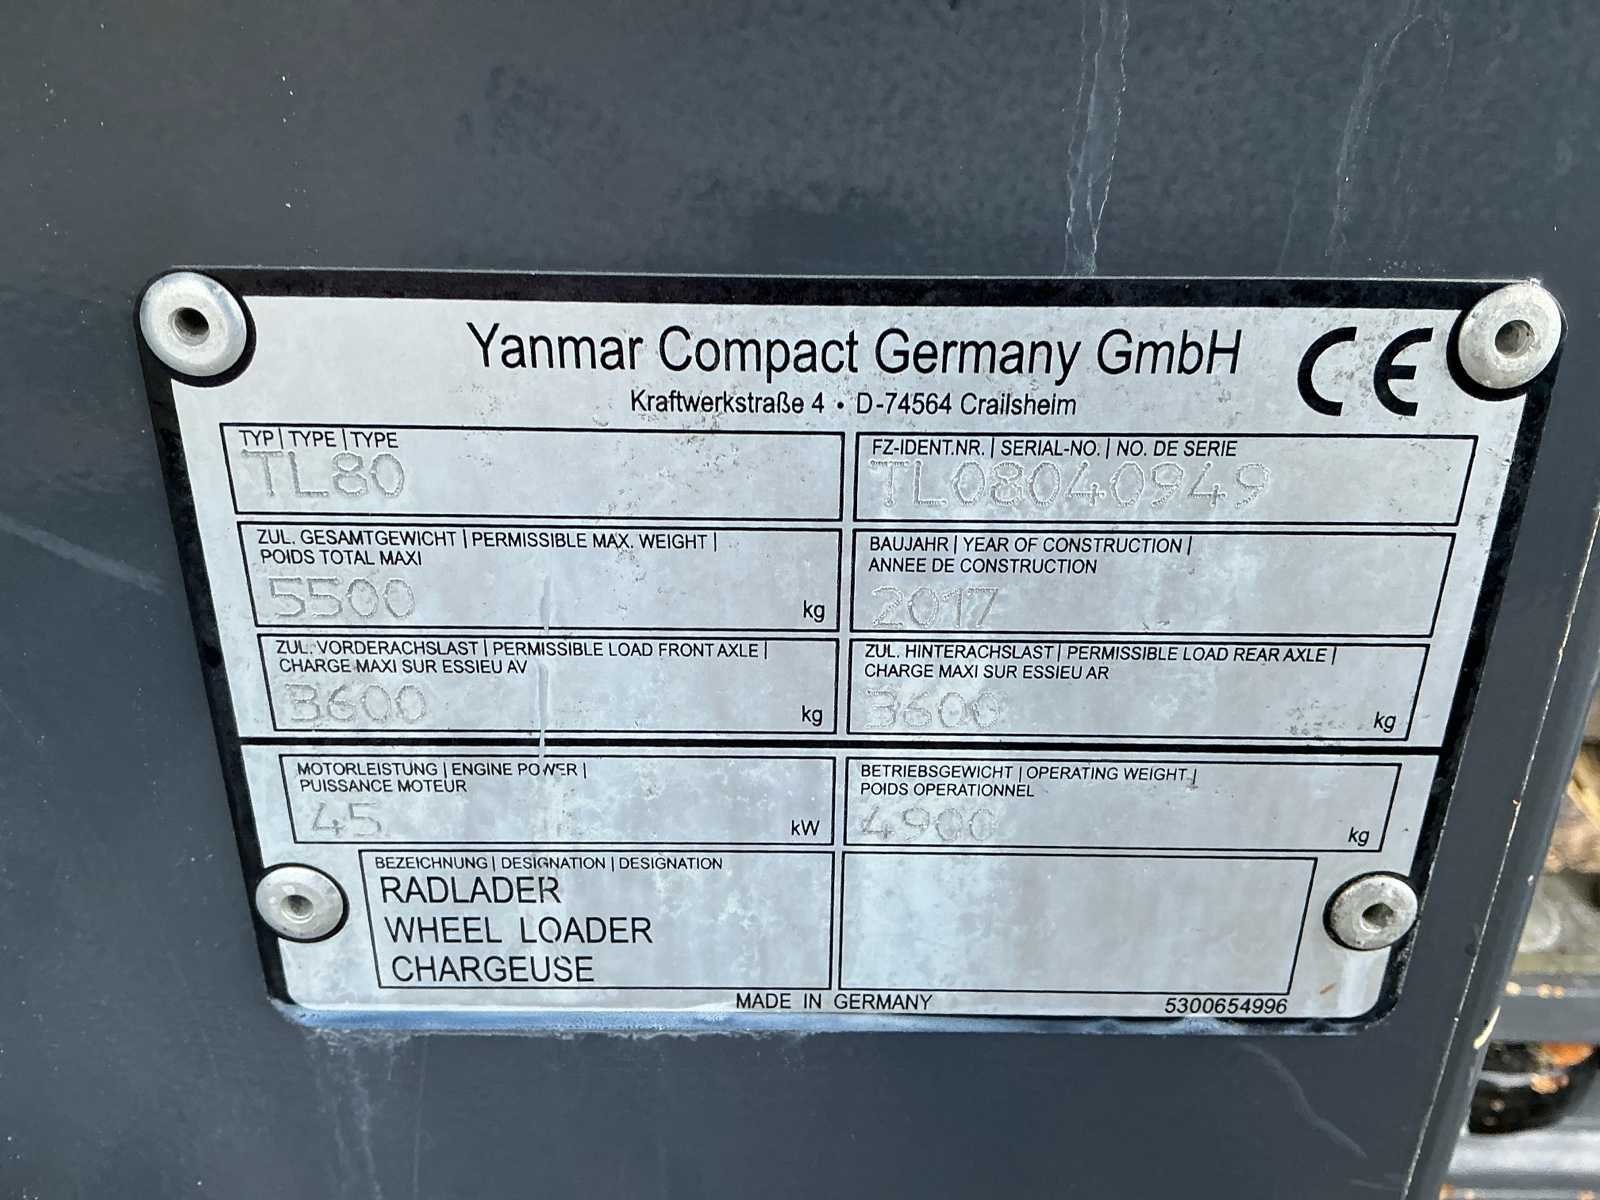 Yanmar Compact Germany GmbH
CE
Kraftwerkstraße 4 • D-74564 Crailsheim
TYP | TYPE | TYPE
TL80
FZ-IDENT.NR. | SERIAL-NO. | NO. DE SERIE
TL08040949
ZUL. GESAMTGEWICHT | PERMISSIBLE MAX. WEIGHT |
POIDS TOTAL MAXI
5500 kg
BAUJAHR | YEAR OF CONSTRUCTION |
ANNEE DE CONSTRUCTION
2017
ZUL. VORDERACHSLAST | PERMISSIBLE LOAD FRONT AXLE |
CHARGE MAXI SUR ESSIEU AV
3600 kg
ZUL. HINTERACHSLAST | PERMISSIBLE LOAD REAR AXLE |
CHARGE MAXI SUR ESSIEU AR
3600 kg
MOTORLEISTUNG | ENGINE POWER |
PUISSANCE MOTEUR
45 kW
BETRIEBSGEWICHT | OPERATING WEIGHT |
POIDS OPERATIONNEL
4900 kg
BEZEICHNUNG | DESIGNATION | DESIGNATION
RADLADER
WHEEL LOADER
CHARGEUSE
MADE IN GERMANY
5300654996